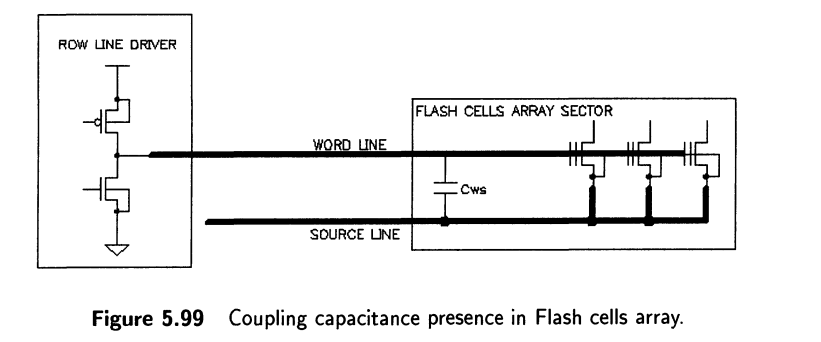 ROW LINE DRIVER
FLASH CELLS ARRAY SECTOR
WORD LINE
Cws
SOURCE LINE
Figure 5.99 Coupling capacitance presence in Flash cells array.